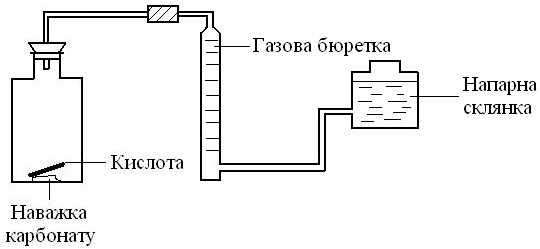 Газова бюретка
Напарна
склянка
Кислота
Наважка
карбонату